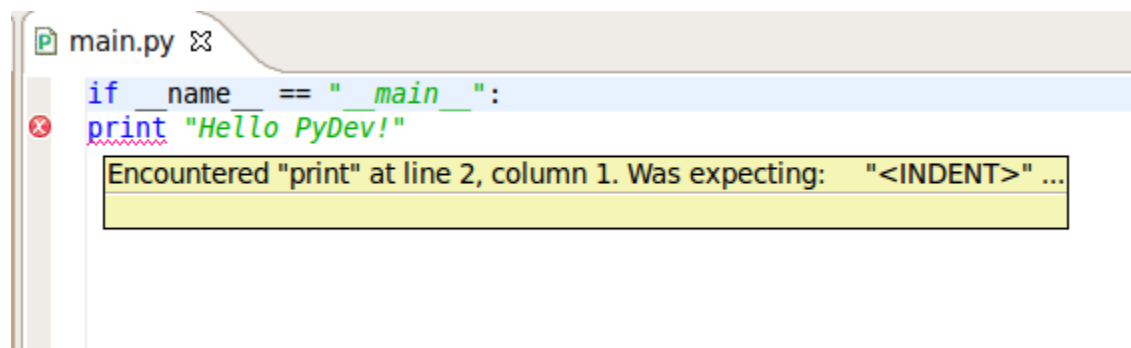 main.py
if __name__ == "__main__":
print "Hello PyDev!"
Encountered "print" at line 2, column 1. Was expecting: "<INDENT>" ...